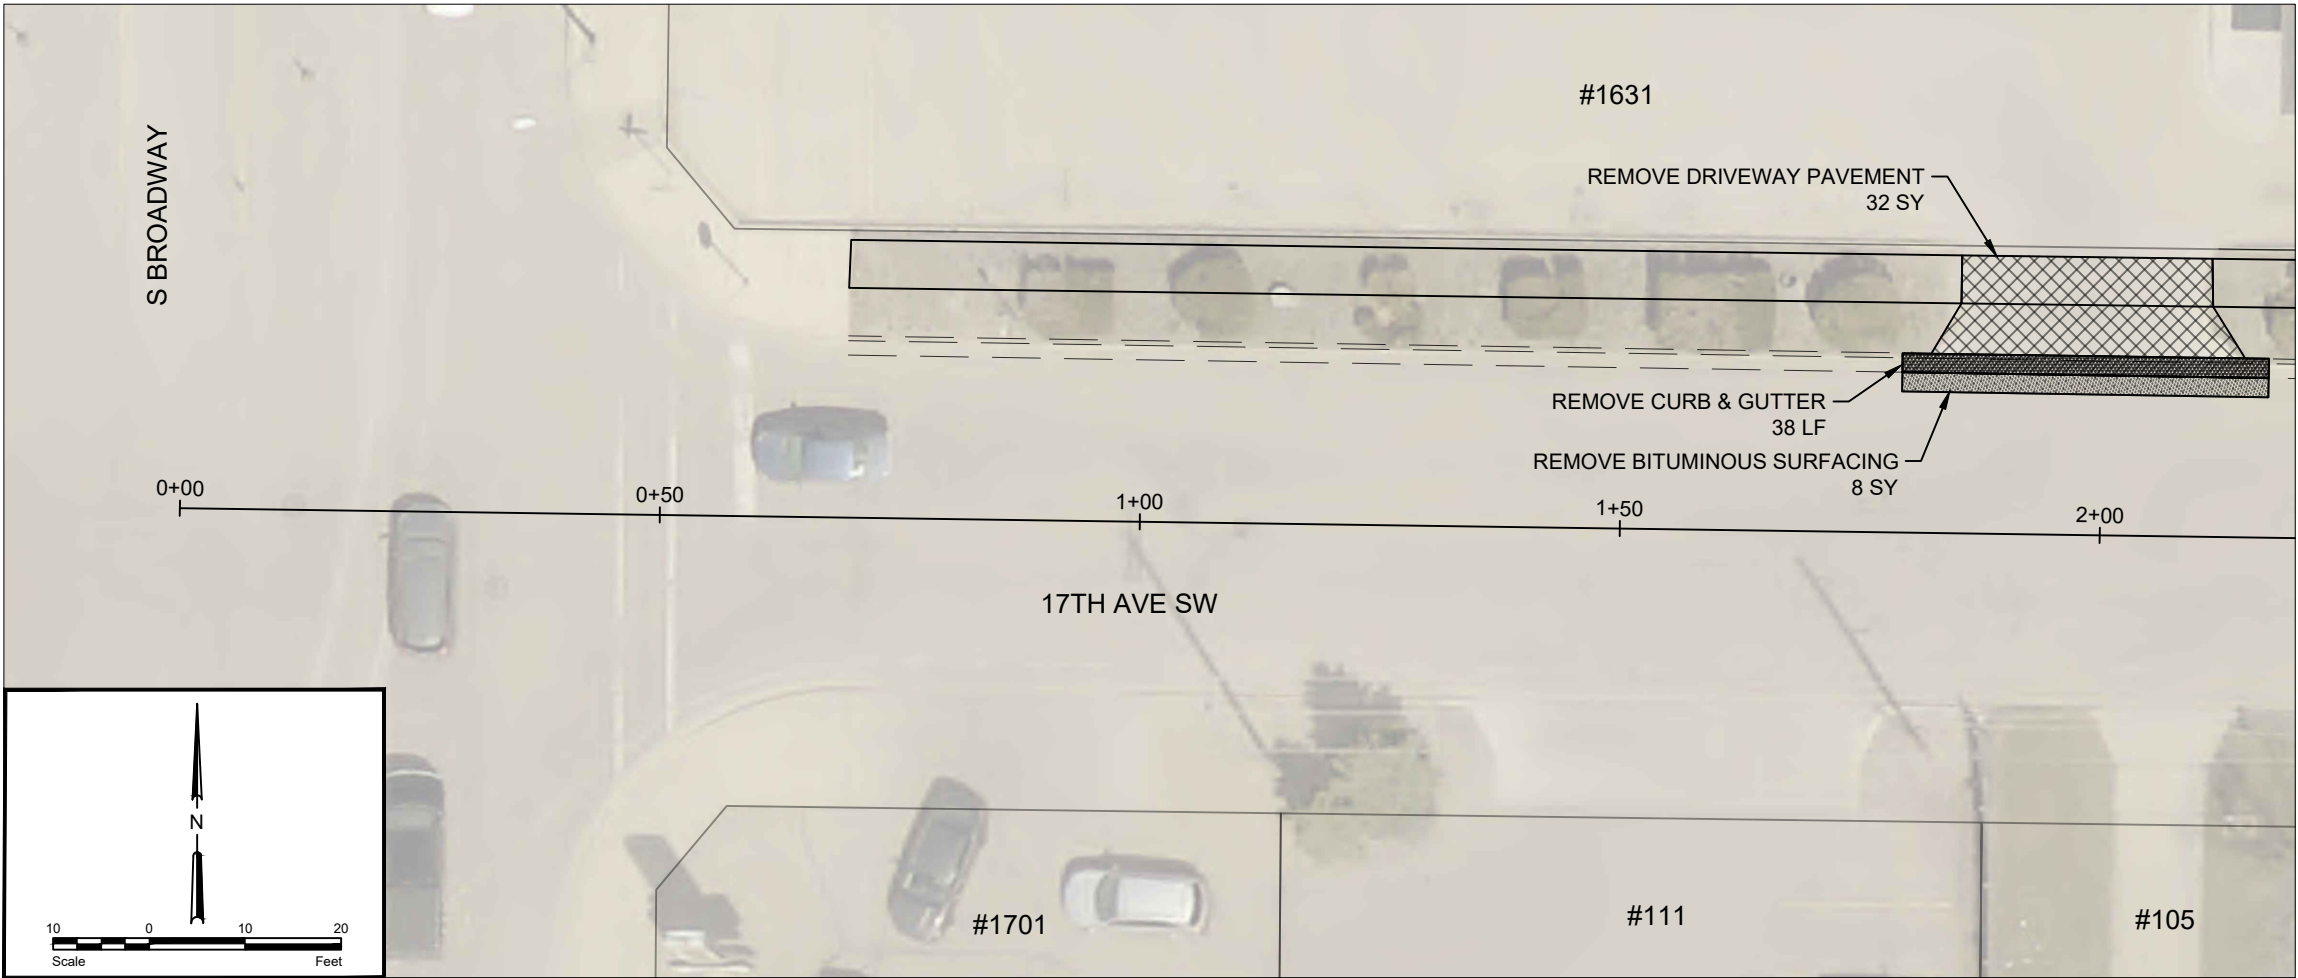 #1631
S BROADWAY
REMOVE DRIVEWAY PAVEMENT
32 SY
REMOVE CURB & GUTTER
38 LF
REMOVE BITUMINOUS SURFACING
8 SY
0+00
0+50
1+00
1+50
2+00
17TH AVE SW
N
10 0 10 20
Scale Feet
#1701
#111
#105